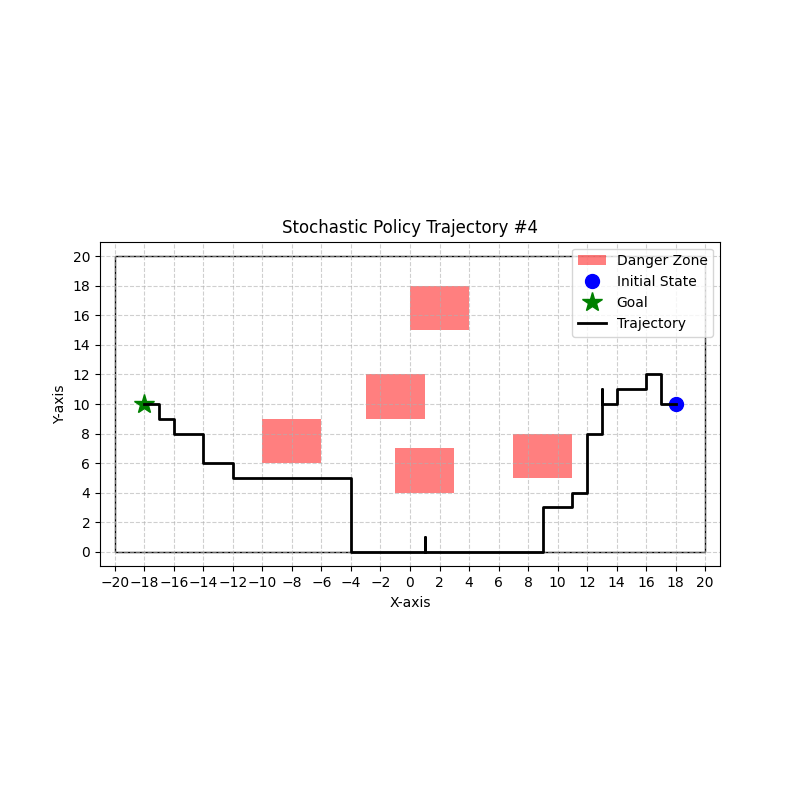 Stochastic Policy Trajectory #4
Danger Zone
Initial State
Goal
Trajectory
Y-axis
20
18
16
14
12
10
8
6
4
2
0
−20 −18 −16 −14 −12 −10 −8 −6 −4 −2 0 2 4 6 8 10 12 14 16 18 20
X-axis